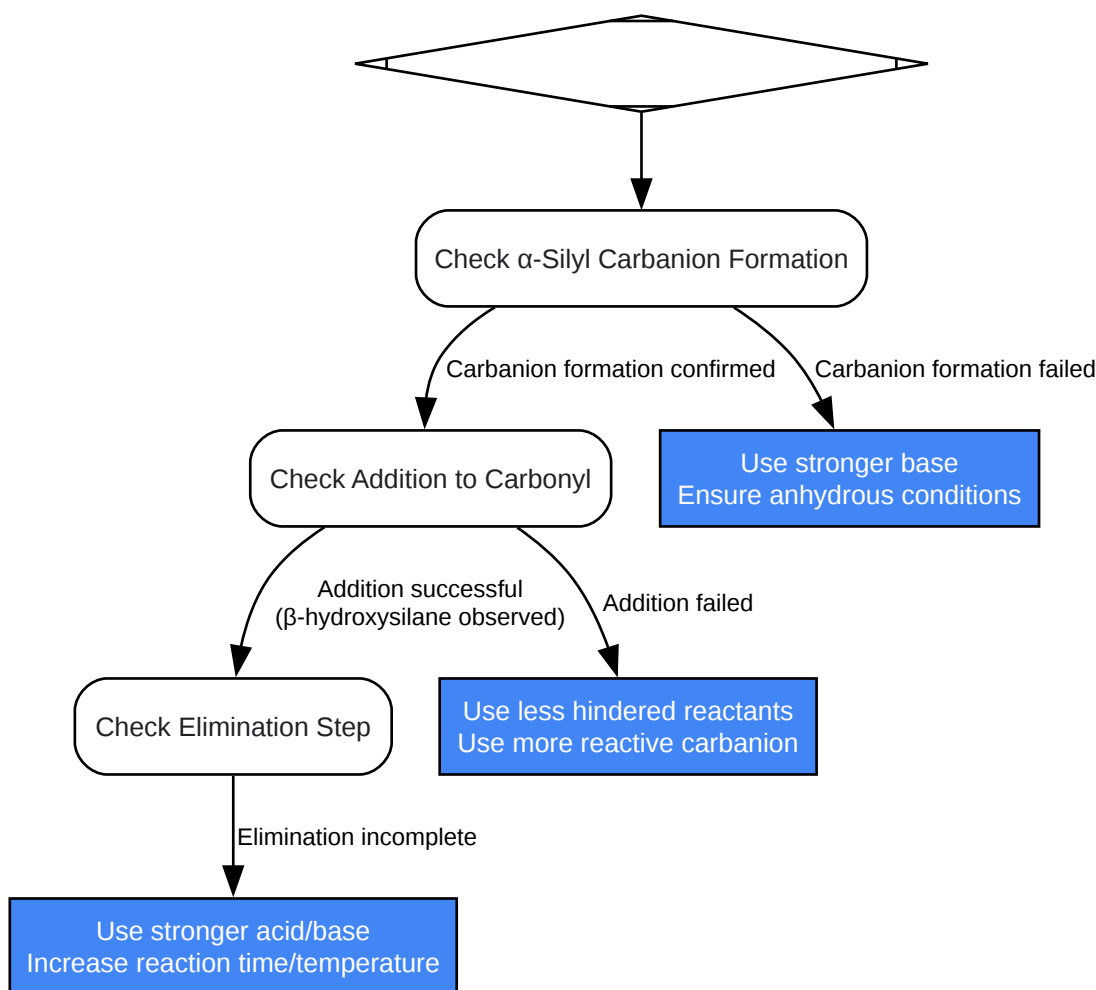 Check α-Silyl Carbanion Formation
Carbanion formation confirmed
Carbanion formation failed
Check Addition to Carbonyl
Use stronger base
Ensure anhydrous conditions
Addition successful
(β-hydroxysilane observed)
Addition failed
Check Elimination Step
Use less hindered reactants
Use more reactive carbanion
Elimination incomplete
Use stronger acid/base
Increase reaction time/temperature